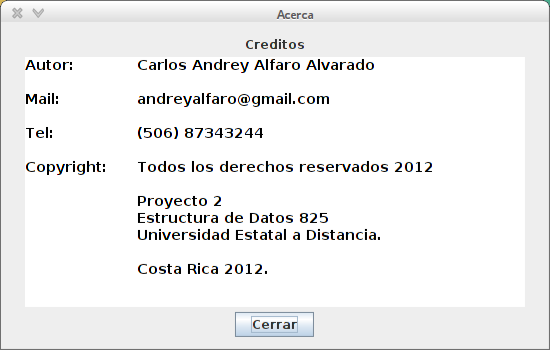 Acerca
Creditos
Autor: Carlos Andrey Alfaro Alvarado
Mail: andreyalfaro@gmail.com
Tel: (506) 87343244
Copyright: Todos los derechos reservados 2012
Proyecto 2
Estructura de Datos 825
Universidad Estatal a Distancia.
Costa Rica 2012.
Cerrar